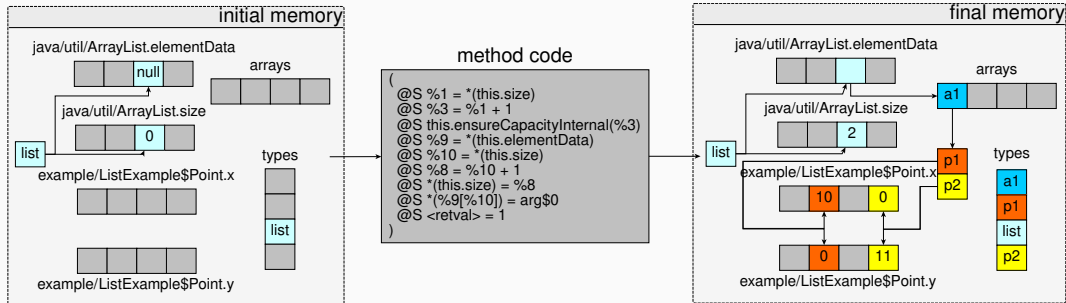 initial memory
java/util/ArrayList.elementData
null
arrays
java/util/ArrayList.size
0
list
types
example/ListExample$Point.x
list
example/ListExample$Point.y
method code
(
@S %1 = *(this.size)
@S %3 = %1 + 1
@S this.ensureCapacityInternal(%3)
@S %9 = *(this.elementData)
@S %10 = *(this.size)
@S %8 = %10 + 1
@S *(this.size) = %8
@S *(%9[%10]) = arg$0
@S <retval> = 1
)
final memory
java/util/ArrayList.elementData
arrays
a1
java/util/ArrayList.size
2
list
p1
types
example/ListExample$Point.x
p2
a1
10 0
p1
list
0 11
p2
example/ListExample$Point.y